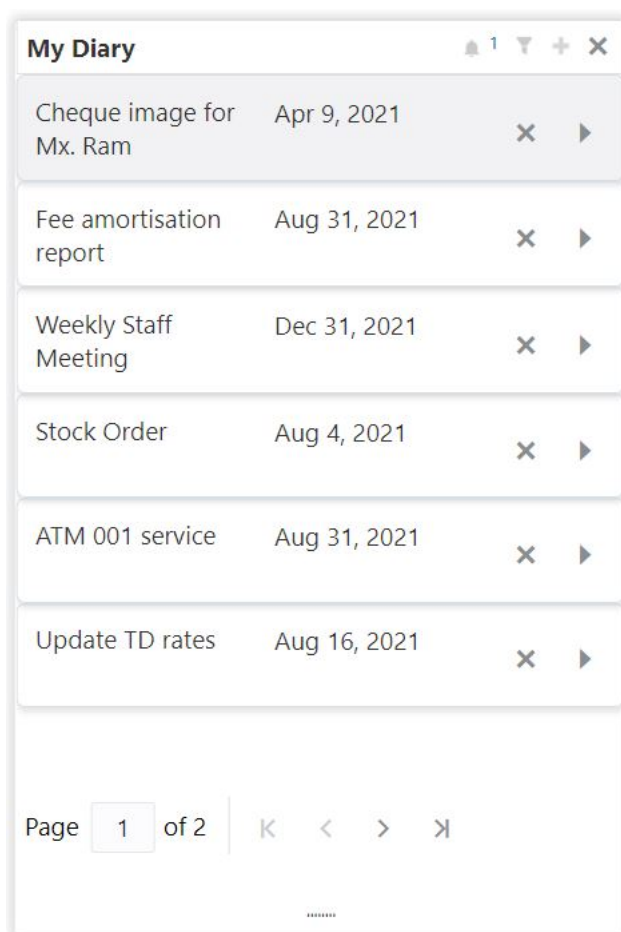 My Diary 1
Cheque image for Apr 9, 2021
Mx. Ram
Fee amortisation Aug 31, 2021
report
Weekly Staff Dec 31, 2021
Meeting
Stock Order Aug 4, 2021
ATM 001 service Aug 31, 2021
Update TD rates Aug 16, 2021
Page 1 of 2